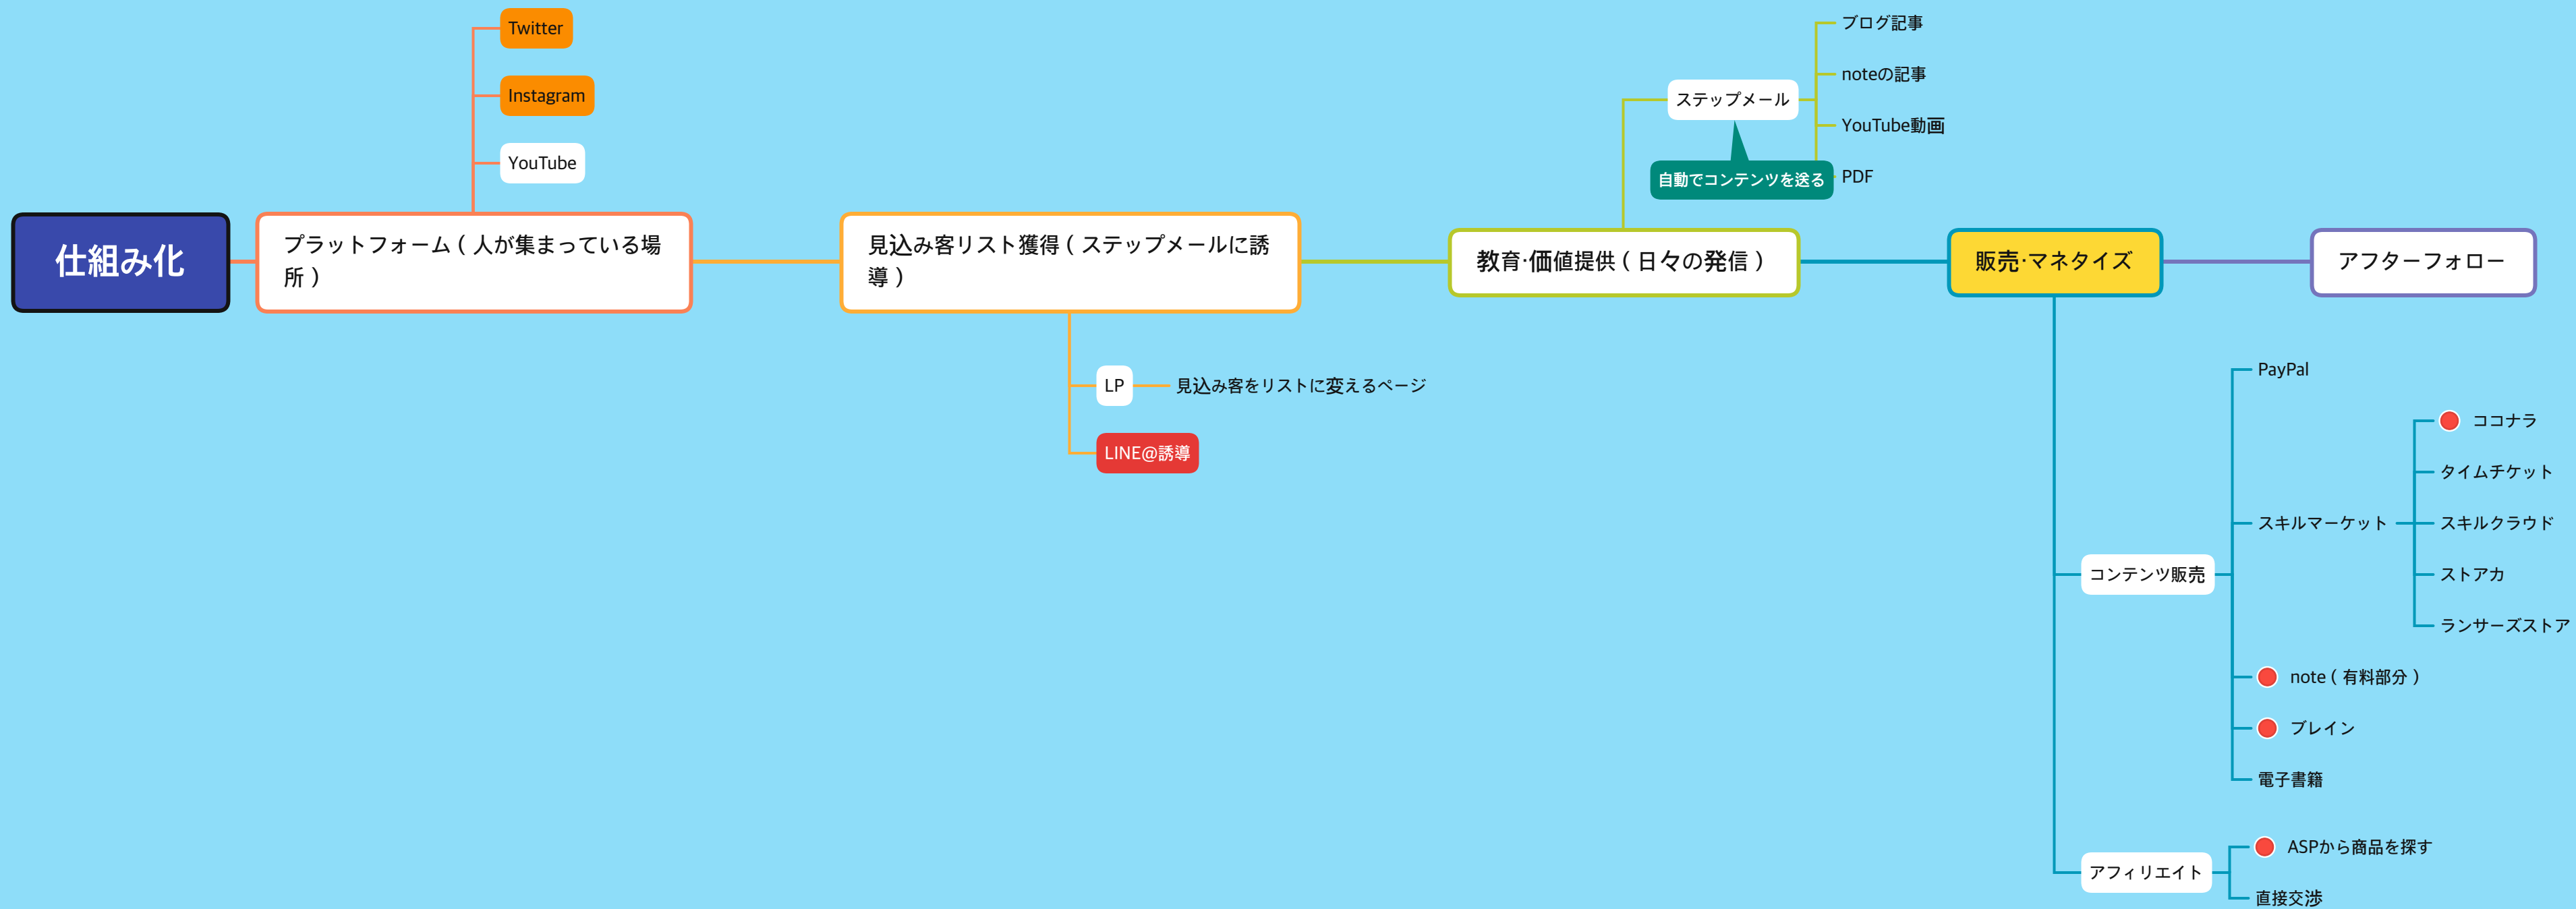 仕組み化
プラットフォーム（人が集まっている場
所）
Twitter
Instagram
YouTube
見込み客リスト獲得（ステップメールに誘
導）
LP
見込み客をリストに変えるページ
LINE@誘導
教育·価値提供（日々の発信）
ステップメール
自動でコンテンツを送る
ブログ記事
noteの記事
YouTube動画
PDF
販売·マネタイズ
コンテンツ販売
PayPal
スキルマーケット
ココナラ
タイムチケット
スキルクラウド
ストアカ
ランサーズストア
note（有料部分）
ブレイン
電子書籍
アフィリエイト
ASPから商品を探す
直接交渉
アフターフォロー